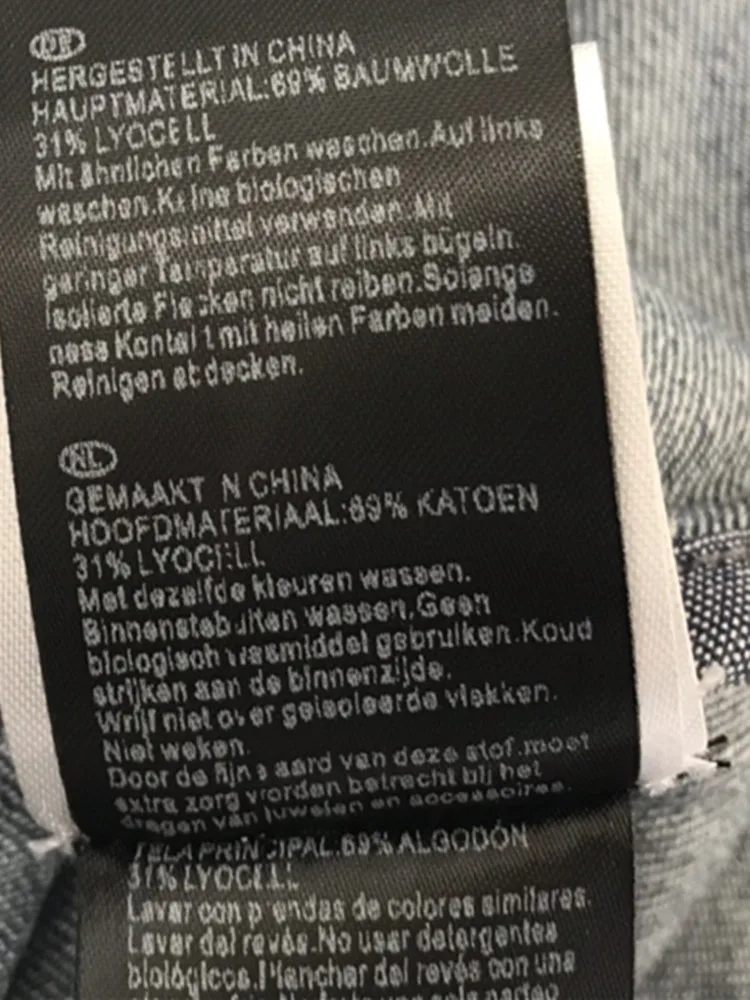 DE
HERGESTELLT IN CHINA
HAUPTMATERIAL:69% BAUMWOLLE
31% LYOCELL
Mit ähnlichen Farben waschen.Auf links
waschen.Keine biologischen
Reinigungsmittel verwenden.Mit
geringer Temperatur auf links bügeln.
Isolierte Flecken nicht reiben.Solange
nass Kontakt mit hellen Farben meiden.
Reinigen abdecken.
NL
GEMAAKT IN CHINA
HOOFDMATERIAAL:69% KATOEN
31% LYOCELL
Met dezelfde kleuren wassen.
Binnenstebuiten wassen.Geen
biologisch wasmiddel gebruiken.Koud
strijken aan de binnenzijde.
Wrijf niet over geisoleerde vlekken.
Niet weken.
Door de fijne aard van deze stof.moet
extra zorg worden betracht bij het
dragen van juwelen en accessoires.
TELA PRINCIPAL:69% ALGODÓN
31% LYOCELL
Lavar con prendas de colores similares.
Lavar del revés.No usar detergentes
biológicos.Planchar del revés con una